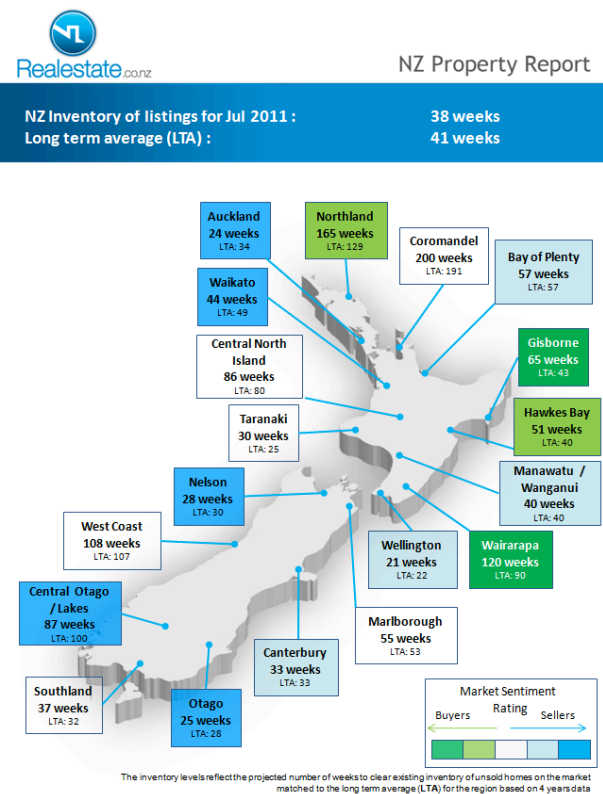 Realestate.co.nz
NZ Property Report
NZ Inventory of listings for Jul 2011 : 38 weeks
Long term average (LTA) : 41 weeks
Auckland
24 weeks
LTA: 34
Northland
165 weeks
LTA: 129
Coromandel
200 weeks
LTA: 191
Bay of Plenty
57 weeks
LTA: 57
Waikato
44 weeks
LTA: 49
Central North
Island
86 weeks
LTA: 80
Gisborne
65 weeks
LTA: 43
Taranaki
30 weeks
LTA: 25
Hawkes Bay
51 weeks
LTA: 40
Nelson
28 weeks
LTA: 30
Manawatu /
Wanganui
40 weeks
LTA: 40
West Coast
108 weeks
LTA: 107
Wellington
21 weeks
LTA: 22
Wairarapa
120 weeks
LTA: 90
Central Otago
/ Lakes
87 weeks
LTA: 100
Marlborough
55 weeks
LTA: 53
Canterbury
33 weeks
LTA: 33
Southland
37 weeks
LTA: 32
Otago
25 weeks
LTA: 28
Market Sentiment
Rating
Buyers Sellers
The inventory levels reflect the projected number of weeks to clear existing inventory of unsold homes on the market
matched to the long term average (LTA) for the region based on 4 years data